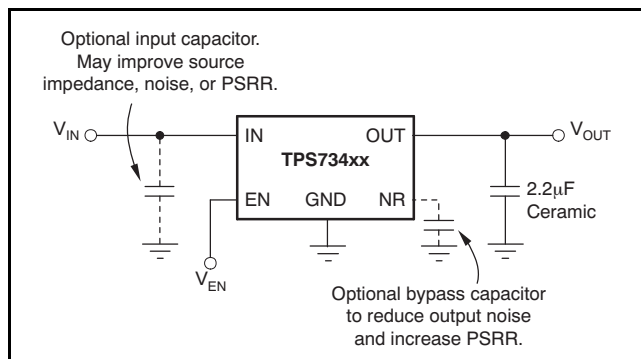 Optional input capacitor.
May improve source
impedance, noise, or PSRR.
VIN
IN
OUT
VOUT
TPS734xx
EN
GND
NR
2.2μF
Ceramic
VEN
Optional bypass capacitor
to reduce output noise
and increase PSRR.